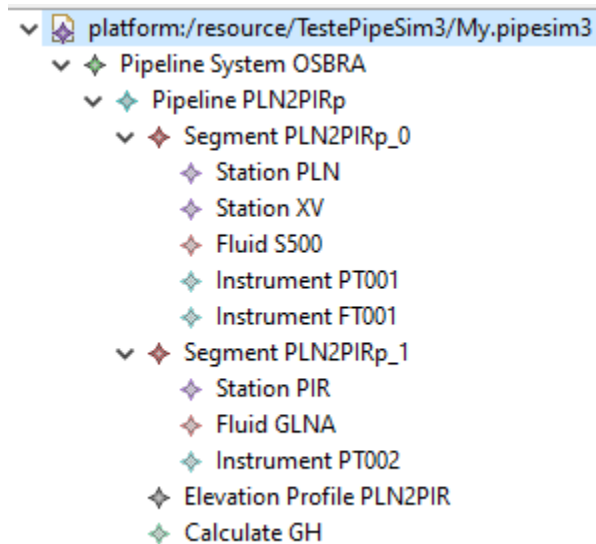 platform:/resource/TestePipeSim3/My.pipesim3
Pipeline System OSBRA
Pipeline PLN2PIRp
Segment PLN2PIRp_0
Station PLN
Station XV
Fluid S500
Instrument PT001
Instrument FT001
Segment PLN2PIRp_1
Station PIR
Fluid GLNA
Instrument PT002
Elevation Profile PLN2PIR
Calculate GH